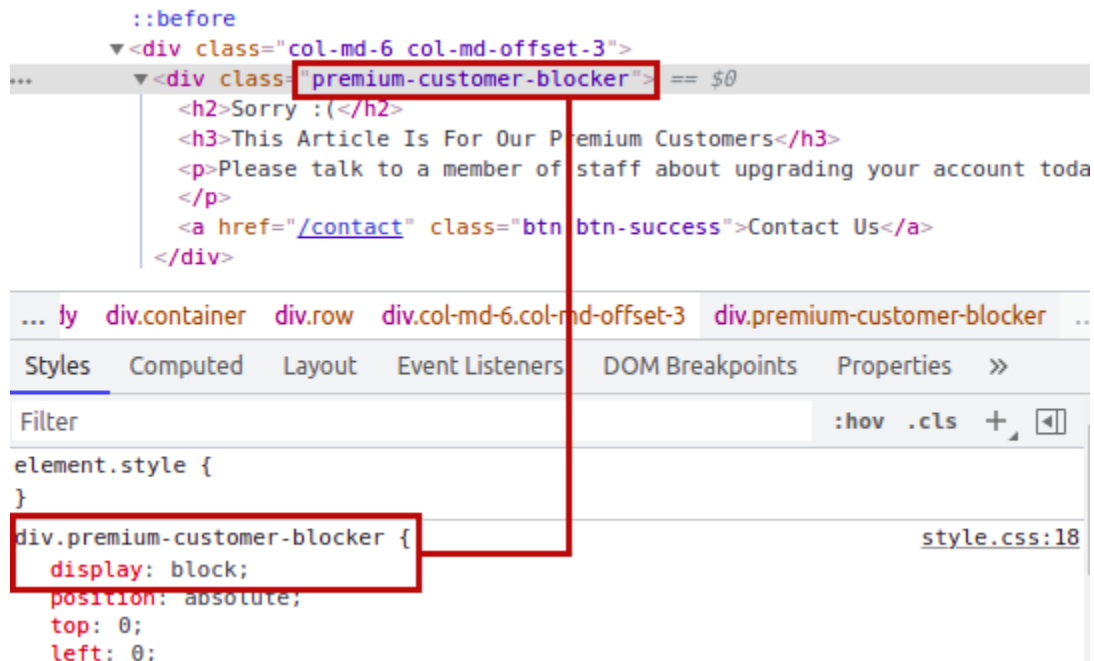 ::before
▼<div class="col-md-6 col-md-offset-3">
... ▼<div class="premium-customer-blocker"> == $0
<h2>Sorry :(</h2>
<h3>This Article Is For Our Premium Customers</h3>
<p>Please talk to a member of staff about upgrading your account toda
</p>
<a href="/contact" class="btn btn-success">Contact Us</a>
</div>
... dy div.container div.row div.col-md-6.col-md-offset-3 div.premium-customer-blocker ..
Styles Computed Layout Event Listeners DOM Breakpoints Properties »
Filter :hov .cls +
element.style {
}
div.premium-customer-blocker { style.css:18
display: block;
position: absolute;
top: 0;
left: 0;